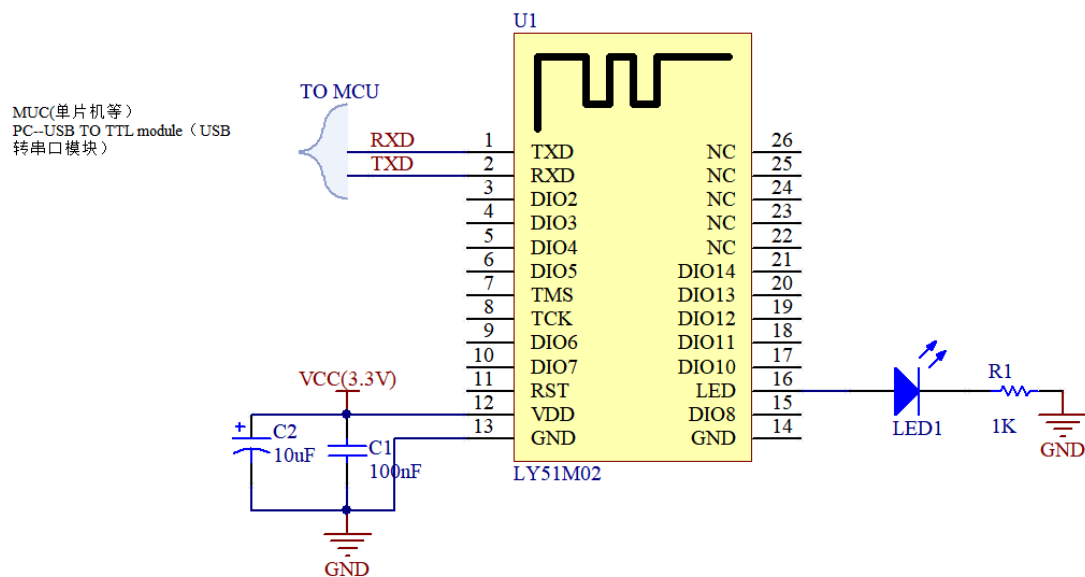 U1
TO MCU
MUC(单片机等）
PC--USB TO TTL module（USB
转串口模块）
RXD 1 TXD NC 26
TXD 2 RXD NC 25
3 DIO2 NC 24
4 DIO3 NC 23
5 DIO4 NC 22
6 DIO5 DIO14 21
7 TMS DIO13 20
8 TCK DIO12 19
9 DIO6 DIO11 18
10 DIO7 DIO10 17
11 RST LED 16
12 VDD DIO8 15
13 GND GND 14
LY51M02
VCC(3.3V)
+
C2
10uF
C1
100nF
GND
LED1
R1
1K
GND